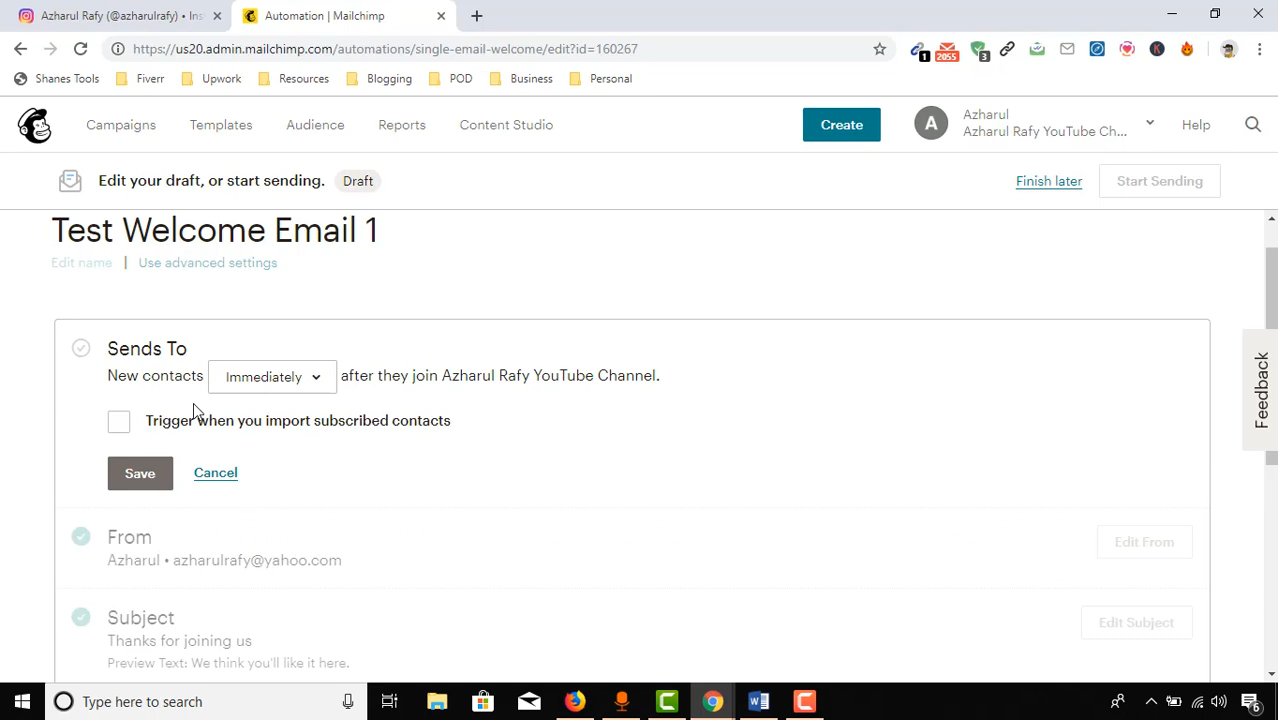 Azharul Rafy (@azharulrafy) • Ins
Automation | Mailchimp
https://us20.admin.mailchimp.com/automations/single-email-welcome/edit?id=160267
1
2055
3
K
Shanes Tools Fiverr Upwork Resources Blogging POD Business Personal
Campaigns Templates Audience Reports Content Studio Create A Azharul Help
Azharul Rafy YouTube Ch...
Edit your draft, or start sending. Draft Finish later Start Sending
Test Welcome Email 1
Edit name | Use advanced settings
Sends To
New contacts Immediately after they join Azharul Rafy YouTube Channel.
Trigger when you import subscribed contacts
Save Cancel
Feedback
From
Azharul • azharulrafy@yahoo.com
Edit From
Subject
Thanks for joining us
Preview Text: We think you'll like it here.
Edit Subject
Type here to search
6